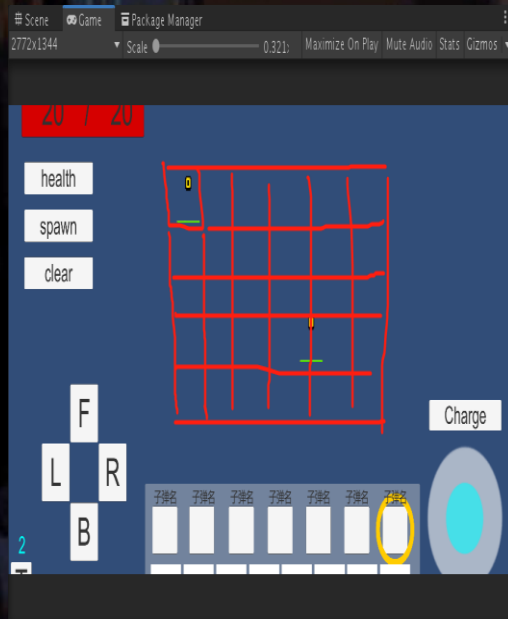 Scene Game Package Manager
2772x1344 Scale 0.321 Maximize On Play Mute Audio Stats Gizmos
20 / 20
health
spawn
clear
F
L R
B
Charge
子弹名 子弹名 子弹名 子弹名 子弹名 子弹名 子弹名
2